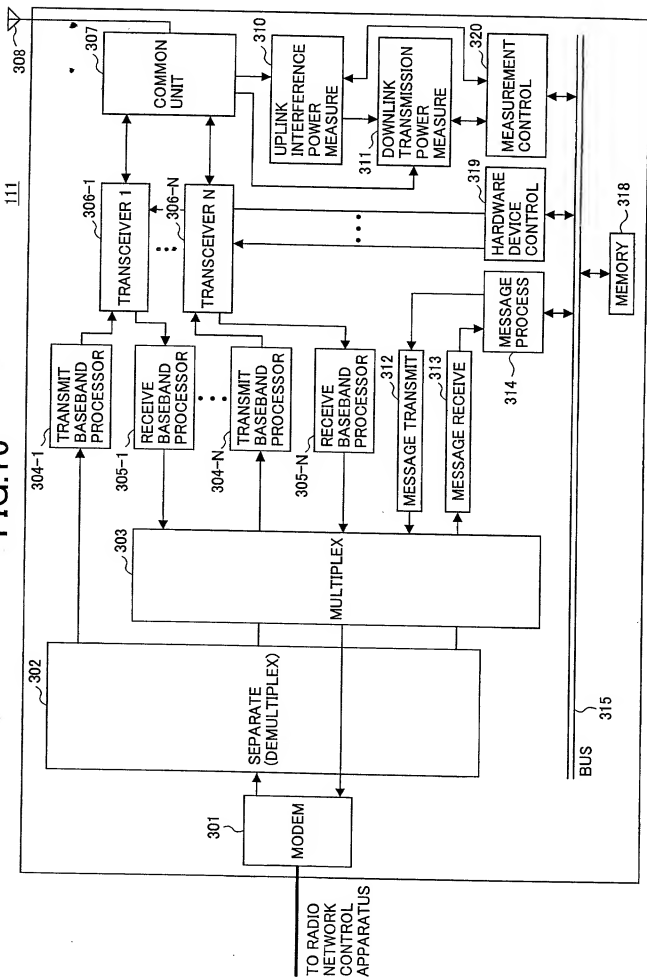 111
308
307
COMMON
UNIT
310
UPLINK
INTERFERENCE
POWER
MEASURE
311
DOWNLINK
TRANSMISSION
POWER
MEASURE
320
MEASUREMENT
CONTROL
306-1
TRANSCEIVER 1
306-N
TRANSCEIVER N
319
HARDWARE
DEVICE
CONTROL
318
MEMORY
304-1
TRANSMIT
BASEBAND
PROCESSOR
305-1
RECEIVE
BASEBAND
PROCESSOR
304-N
TRANSMIT
BASEBAND
PROCESSOR
305-N
RECEIVE
BASEBAND
PROCESSOR
312
MESSAGE TRANSMIT
313
MESSAGE RECEIVE
314
MESSAGE
PROCESS
303
MULTIPLEX
302
SEPARATE
(DEMULTIPLEX)
315
BUS
301
MODEM
TO RADIO
NETWORK
CONTROL
APPARATUS